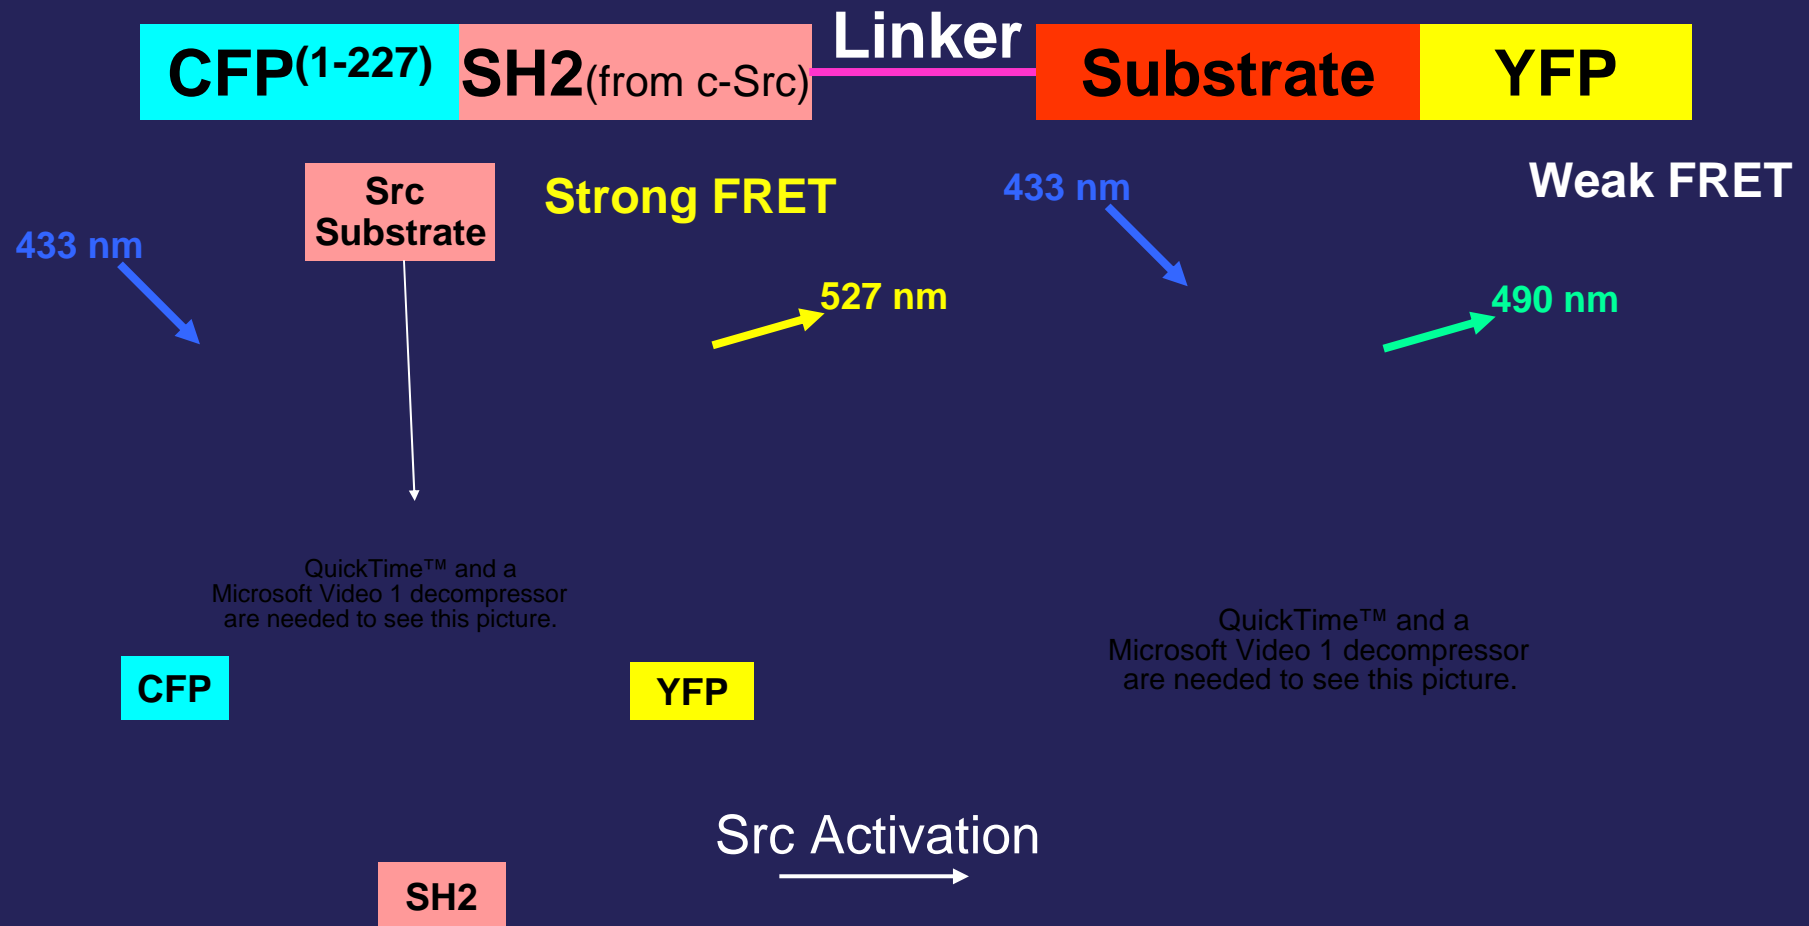 CFP(1-227) SH2(from c-Src) Linker Substrate YFP
Src
Substrate
Strong FRET
433 nm
Weak FRET
433 nm
527 nm
490 nm
QuickTime™ and a
Microsoft Video 1 decompressor
are needed to see this picture.
QuickTime™ and a
Microsoft Video 1 decompressor
are needed to see this picture.
CFP
YFP
Src Activation
SH2